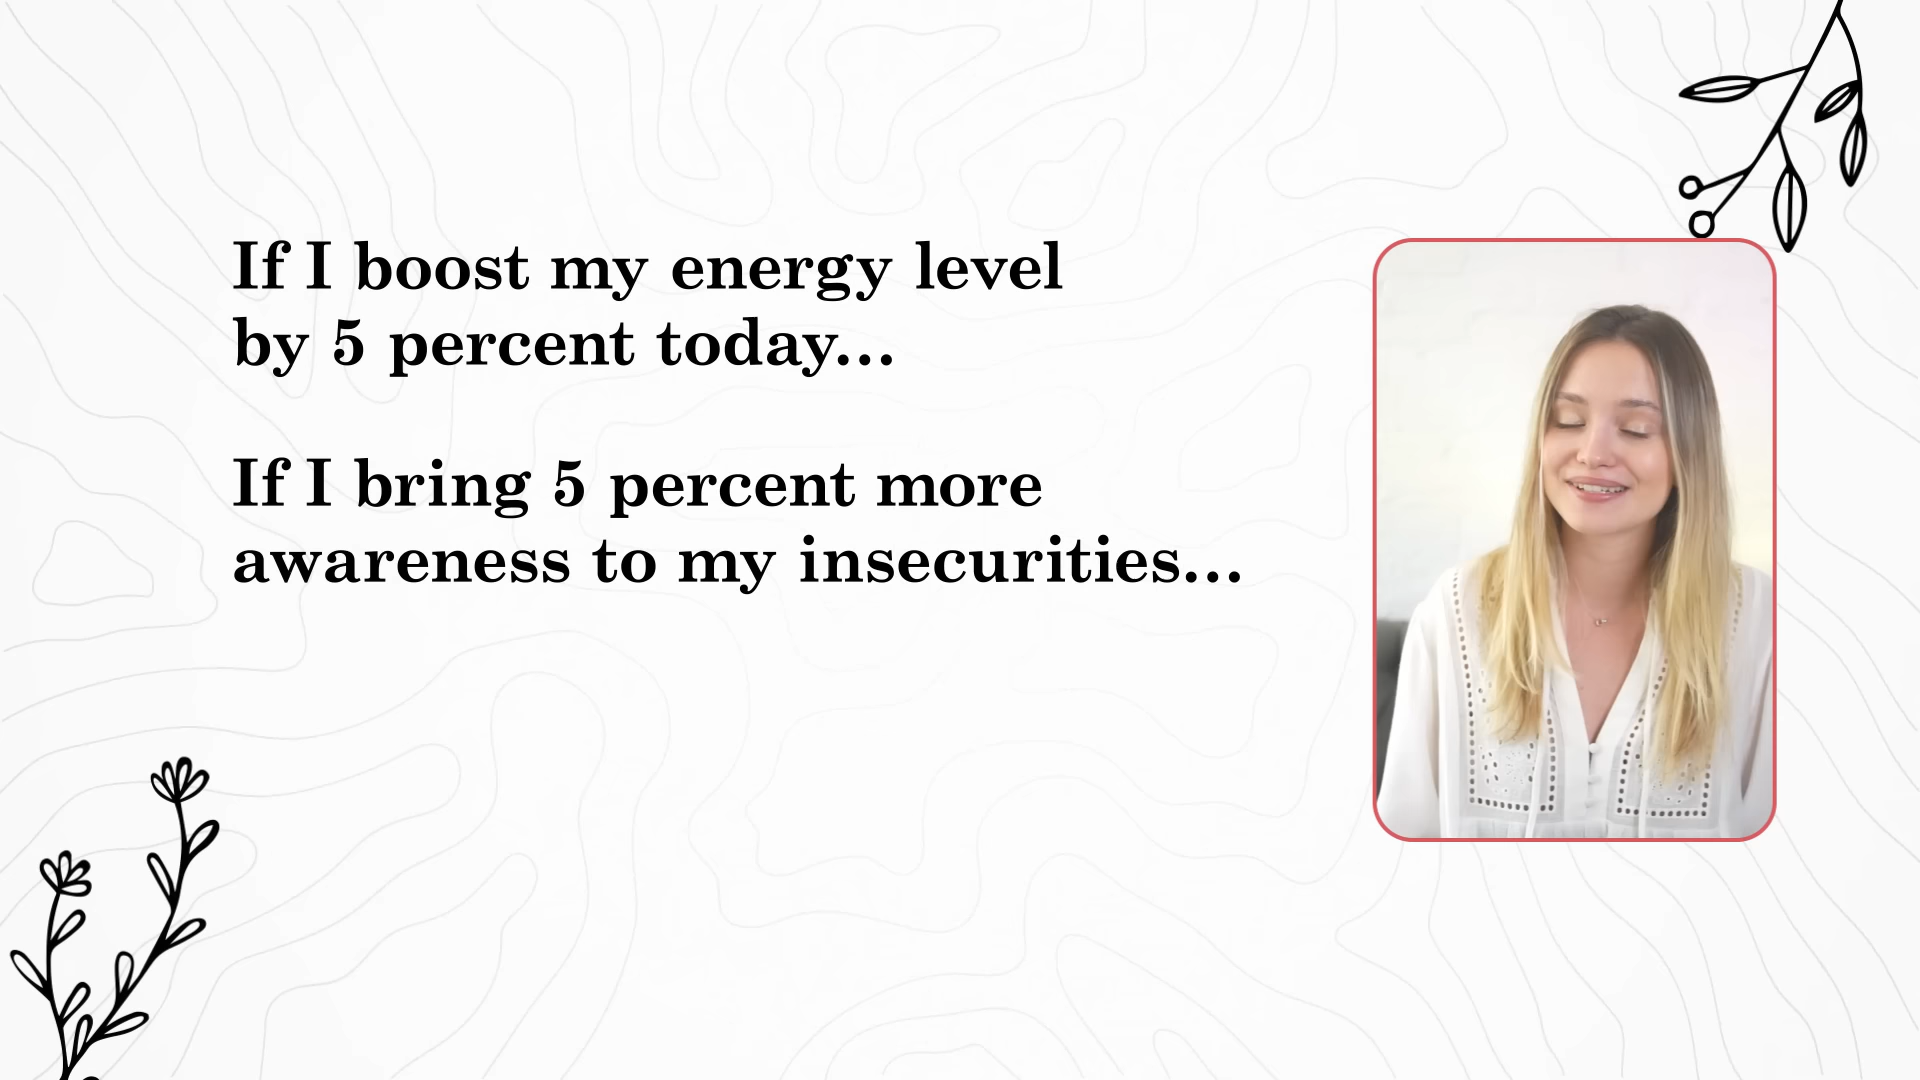 If I boost my energy level
by 5 percent today...
If I bring 5 percent more
awareness to my insecurities...